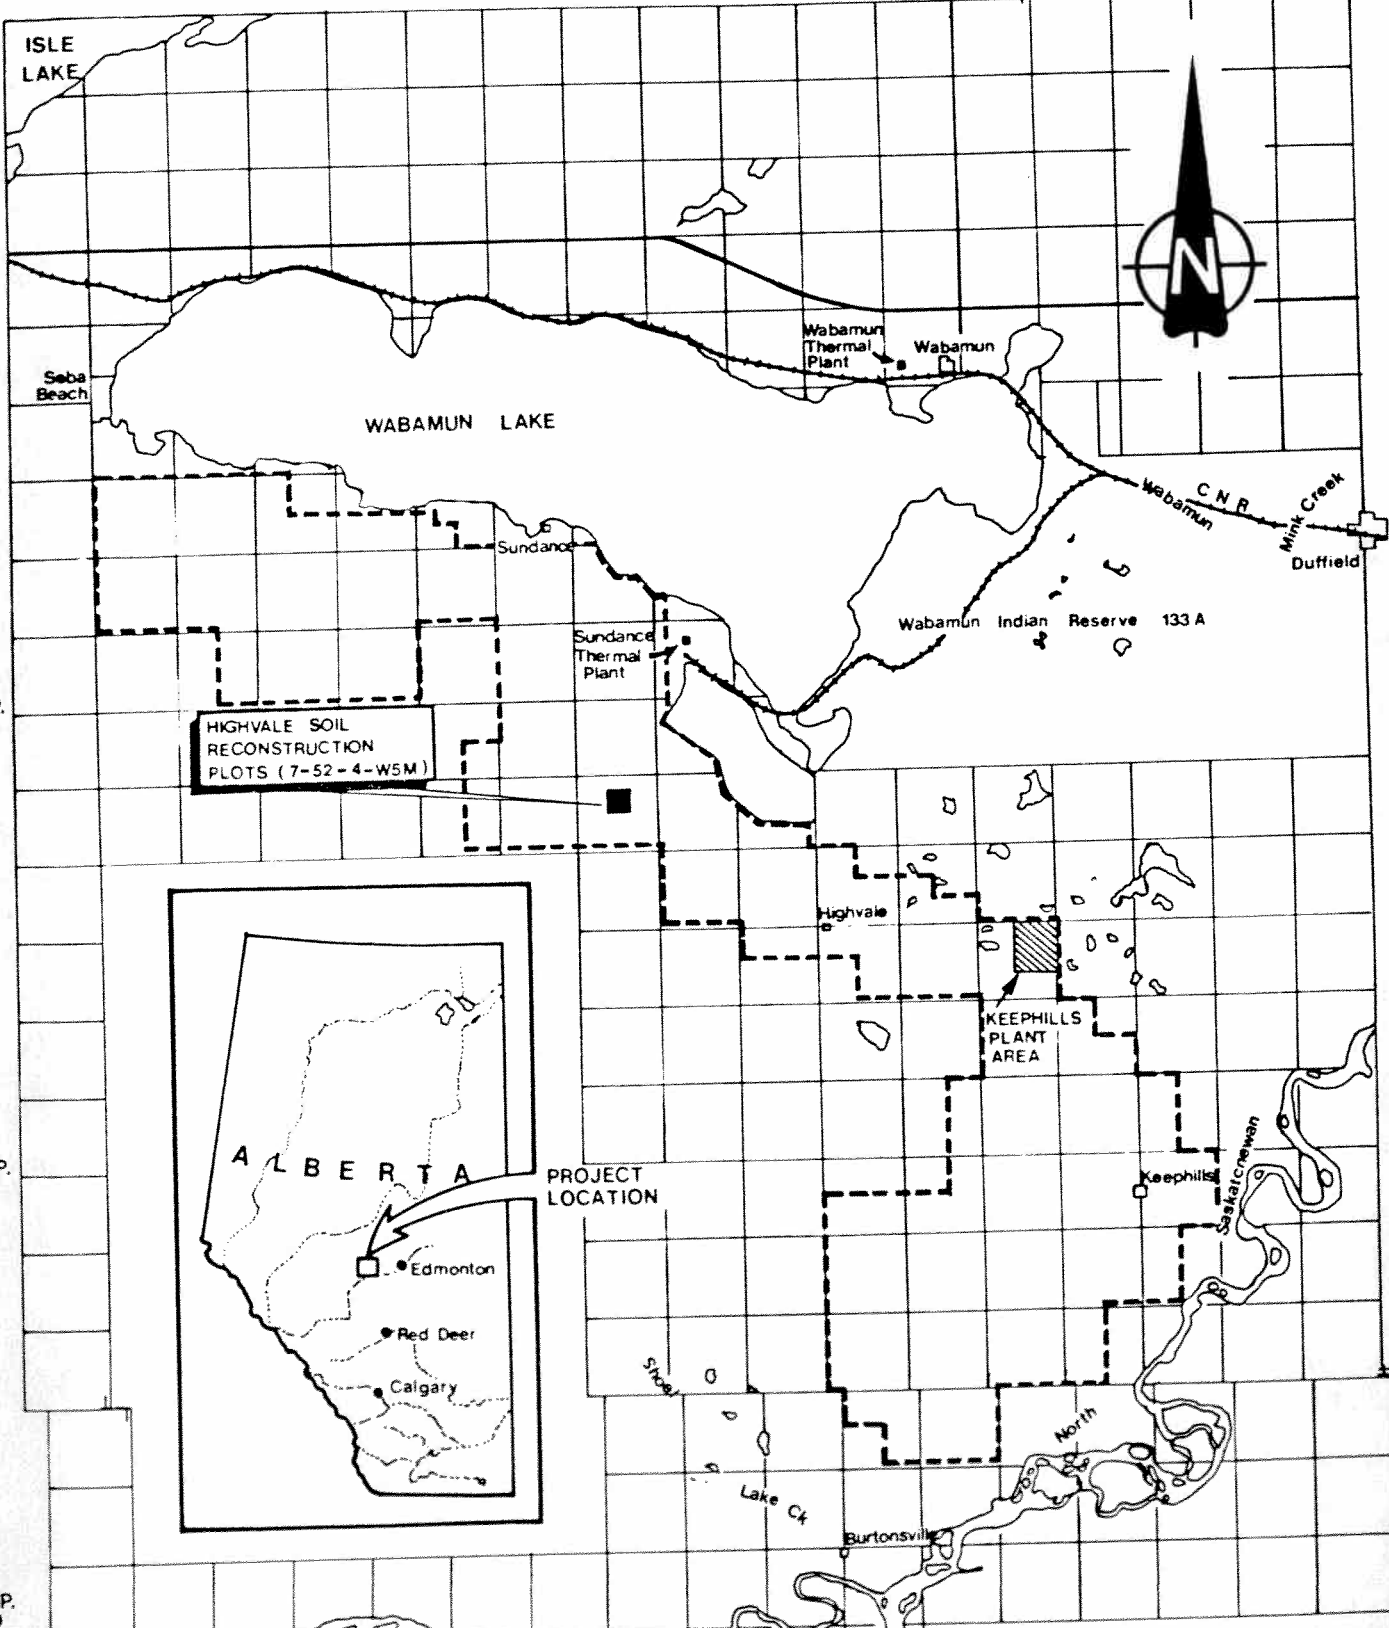 ISLE
LAKE
N
Wabamun
Thermal
Plant
Wabamun
Seba
Beach
WABAMUN LAKE
C N R
Wabamun
Mink Creek
Duffield
Sundance
Wabamun Indian Reserve 133 A
Sundance
Thermal
Plant
HIGHVALE SOIL
RECONSTRUCTION
PLOTS (7-52-4-W5M)
Highvale
KEEPHILLS
PLANT
AREA
ALBERTA
PROJECT
LOCATION
Keephills
Saskatchewan
Edmonton
Red Deer
Calgary
Shoal
North
Lake
Burtonsville
P.
P.